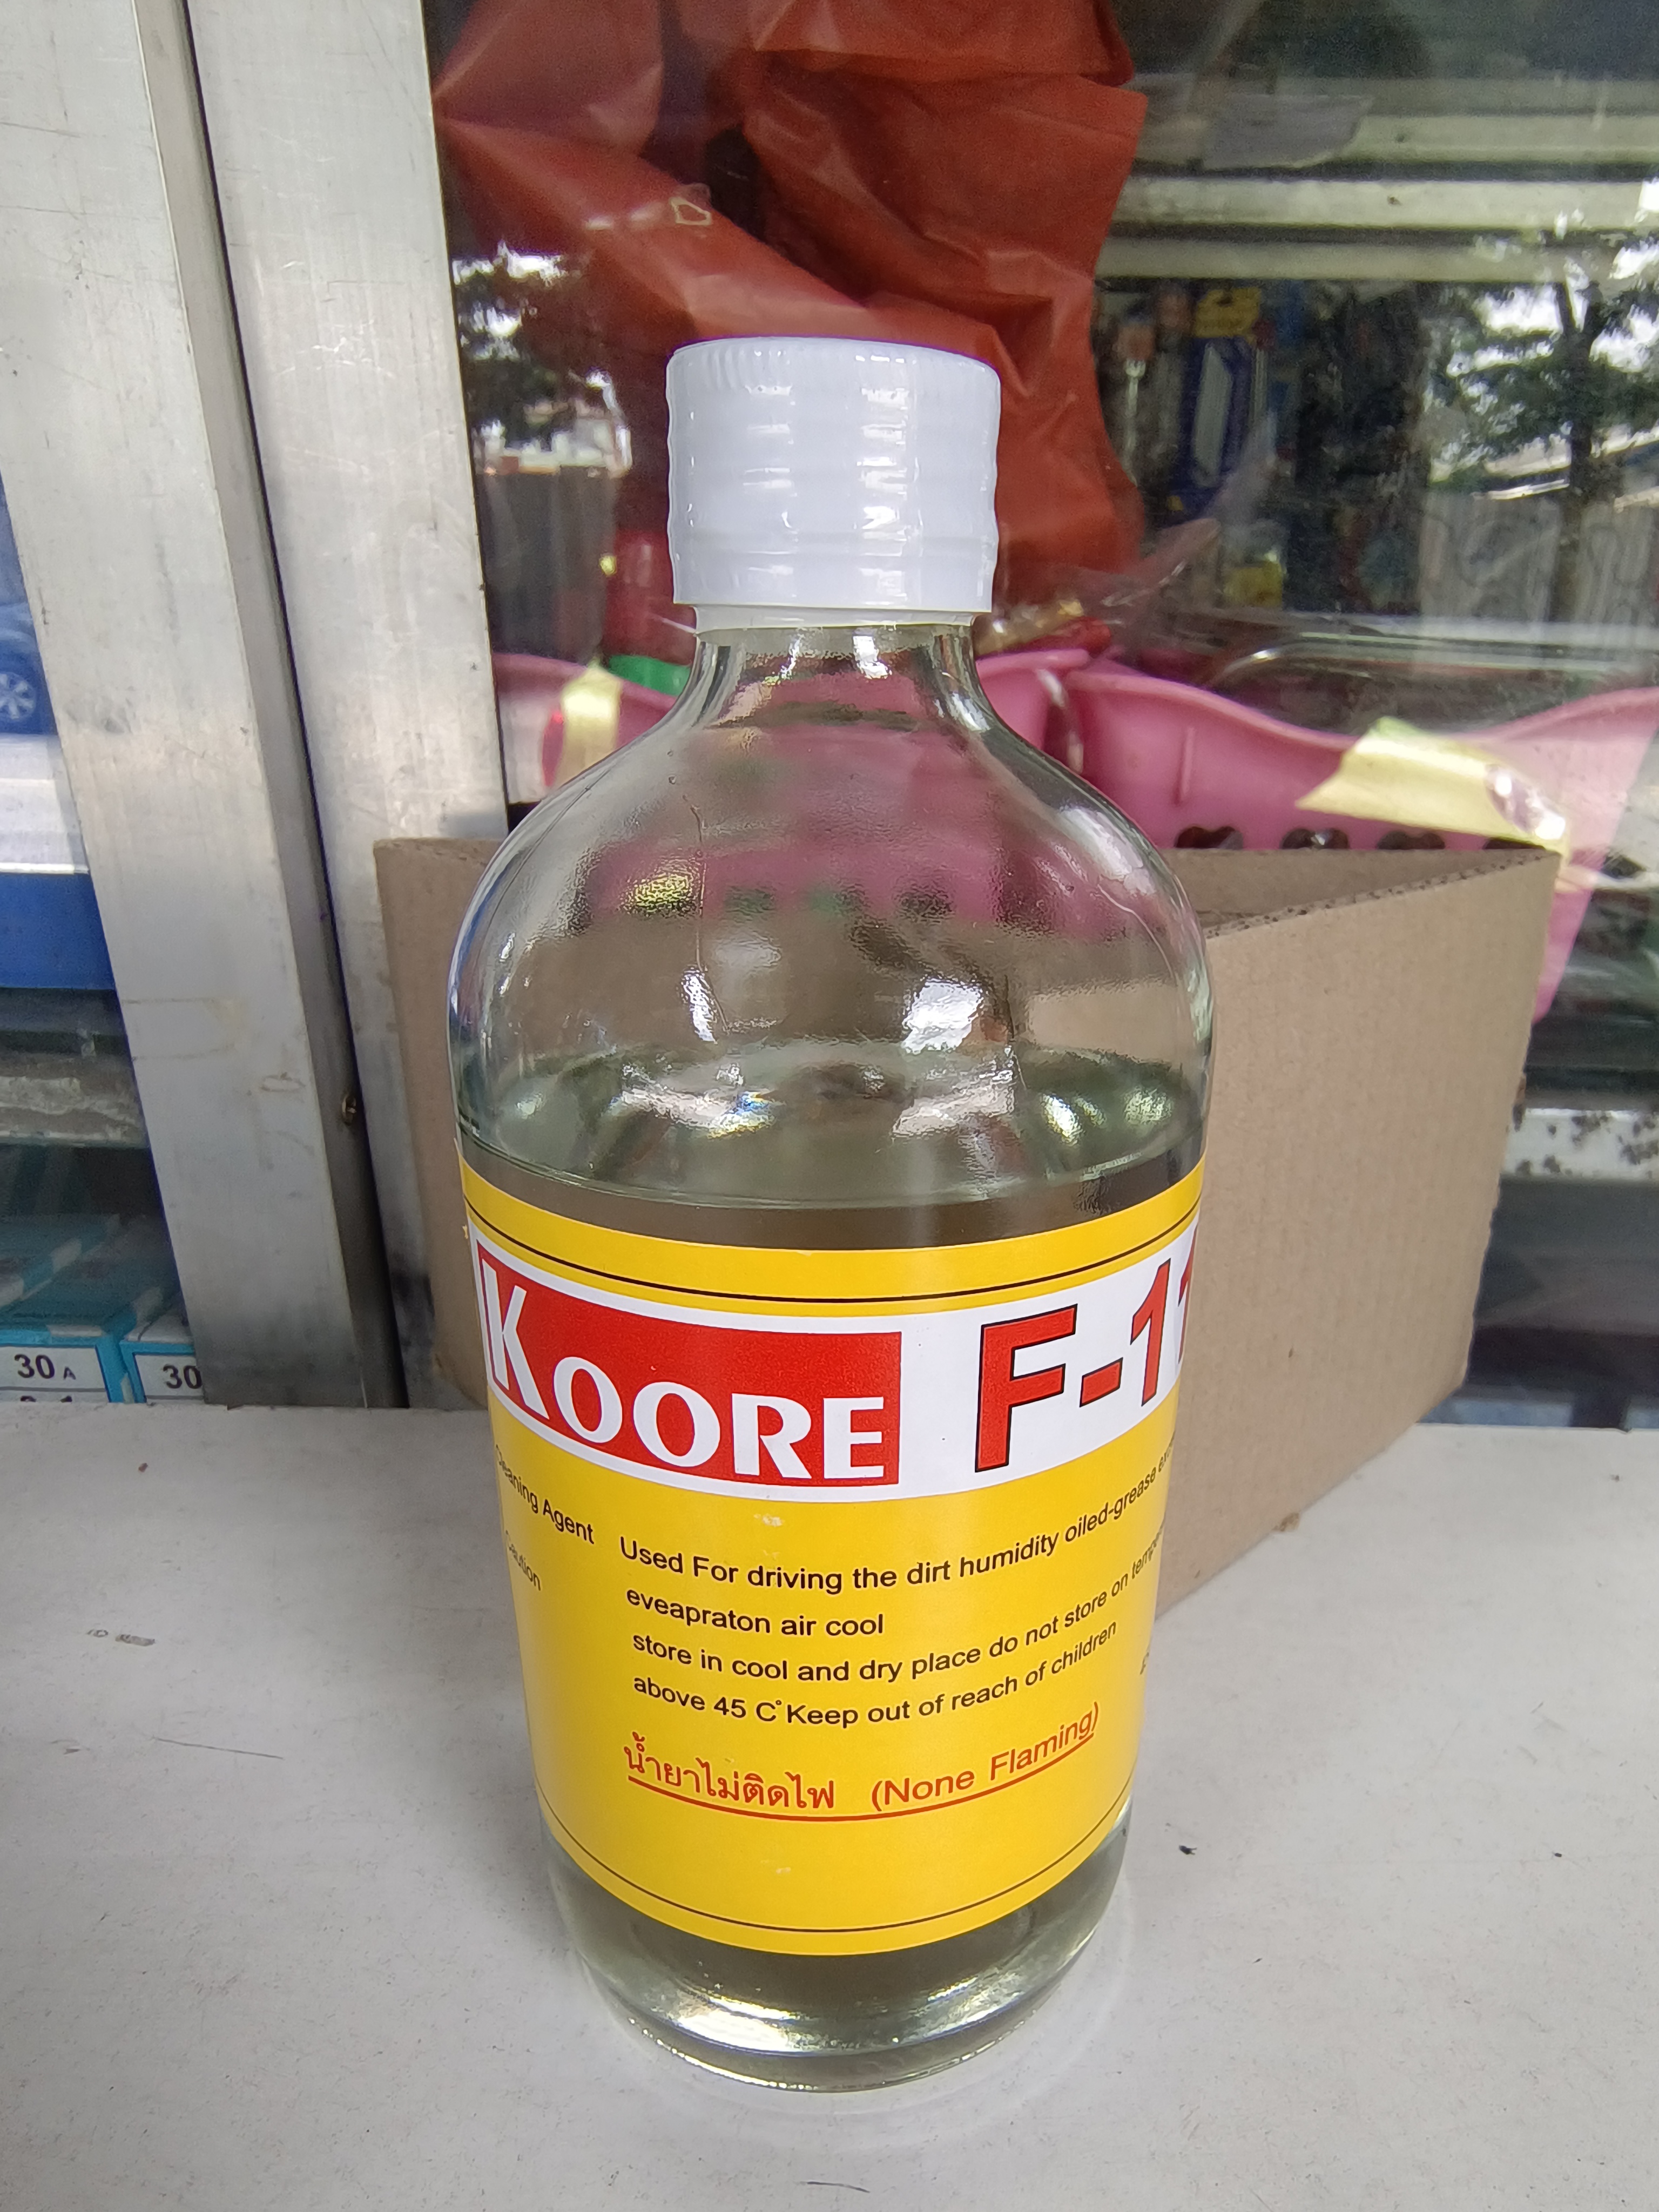 KOORE F-11
Cleaning Agent Used For driving the dirt humidity oiled-grease
eveapraton air cool
Caution store in cool and dry place do not store on
above 45 C° Keep out of reach of children
น้ำยาไม่ติดไฟ (None Flaming)
30A
30